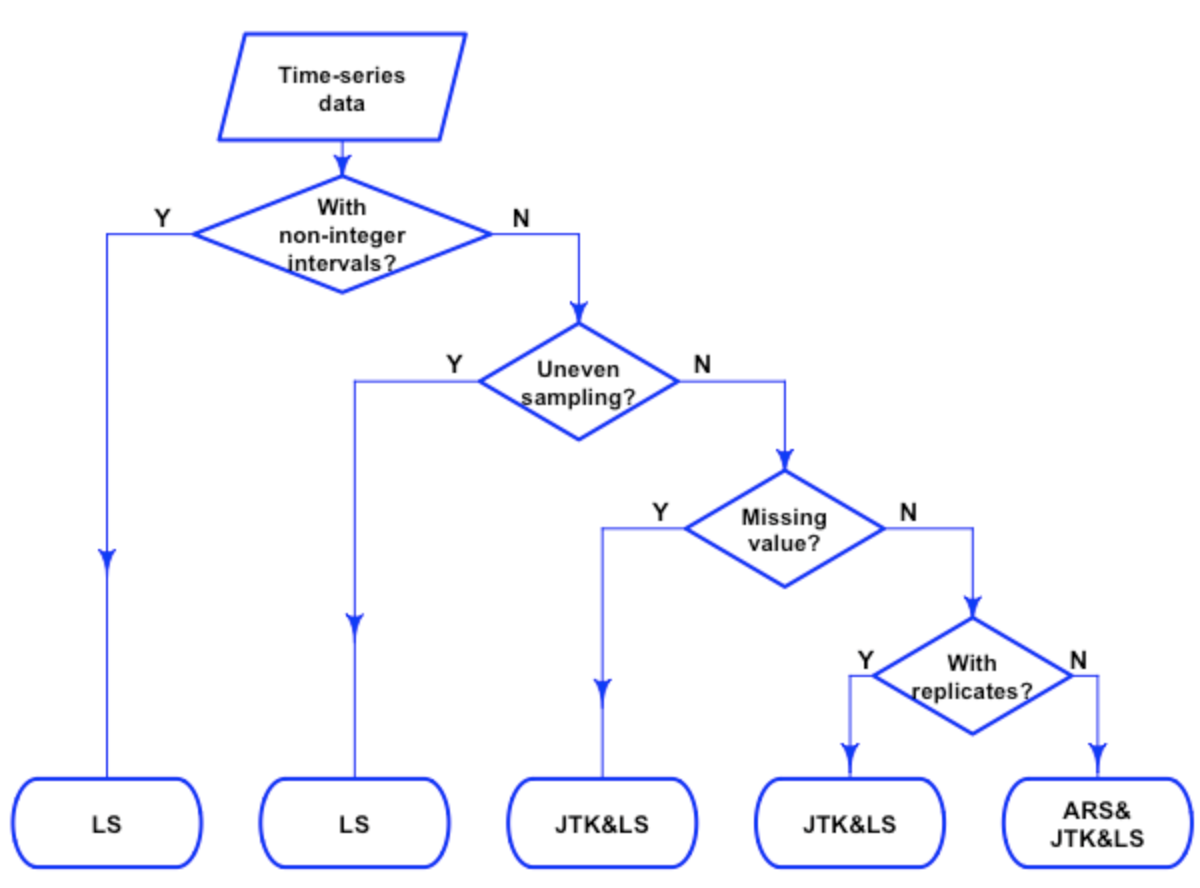 Time-series
data
With
non-integer
intervals?
Y
N
Uneven
sampling?
Y
N
Missing
value?
Y
N
With
replicates?
Y
N
LS
LS
JTK&LS
JTK&LS
ARS&
JTK&LS